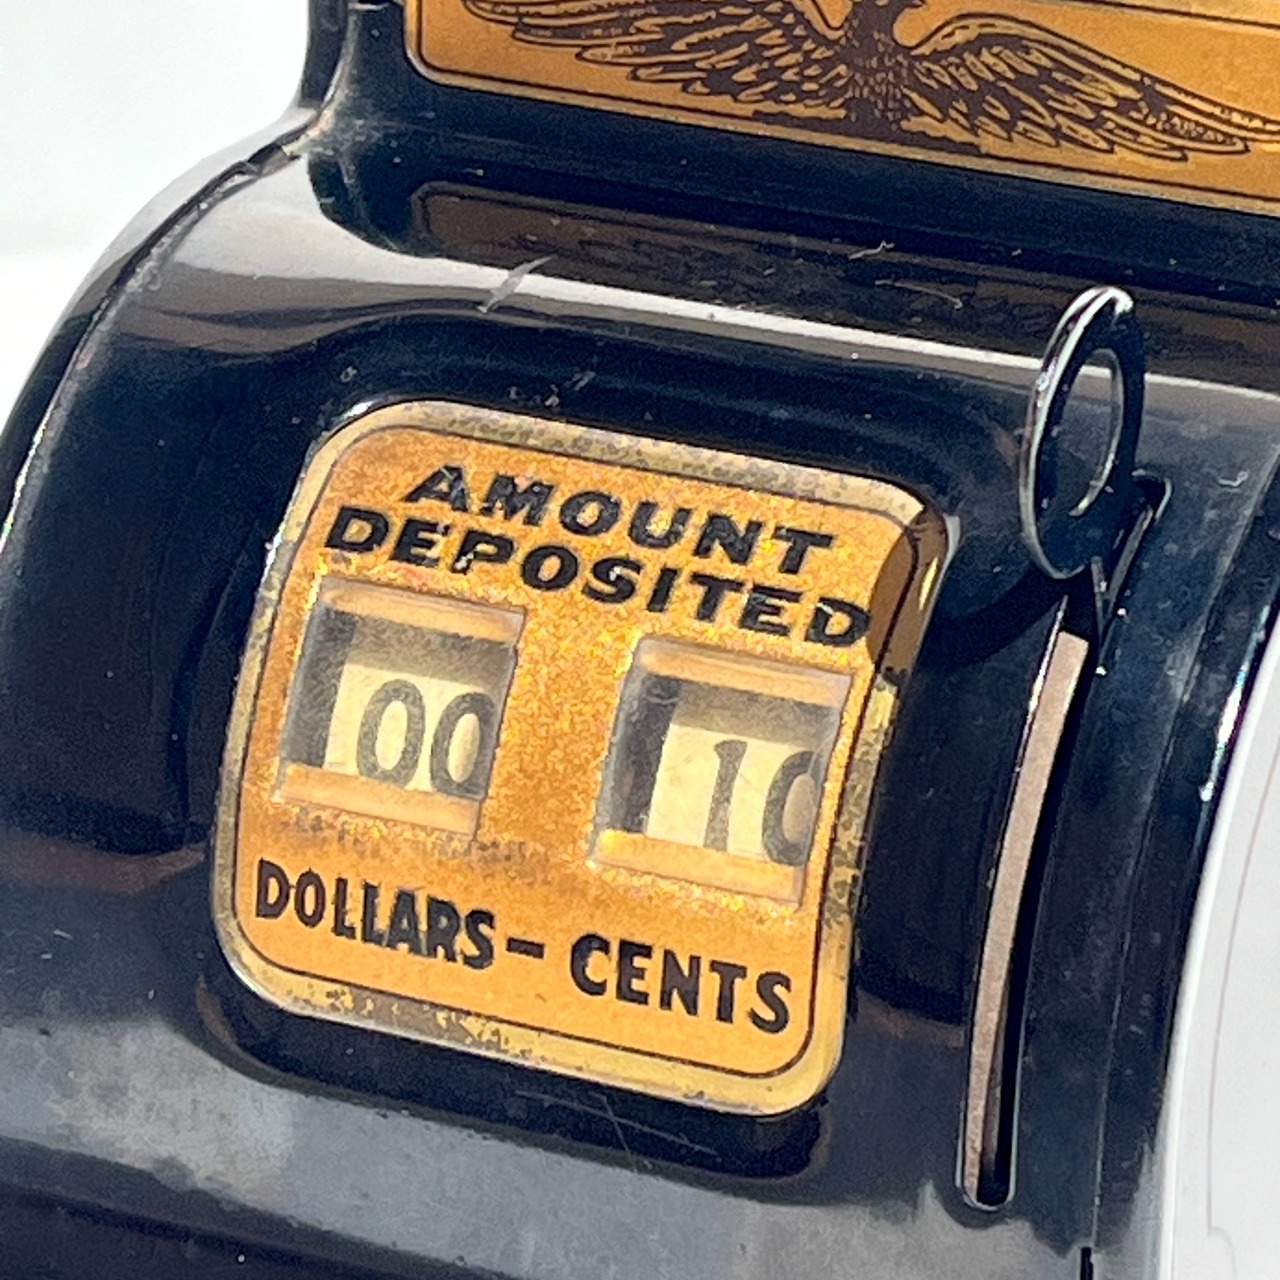 AMOUNT
DEPOSITED
00 10
DOLLARS – CENTS